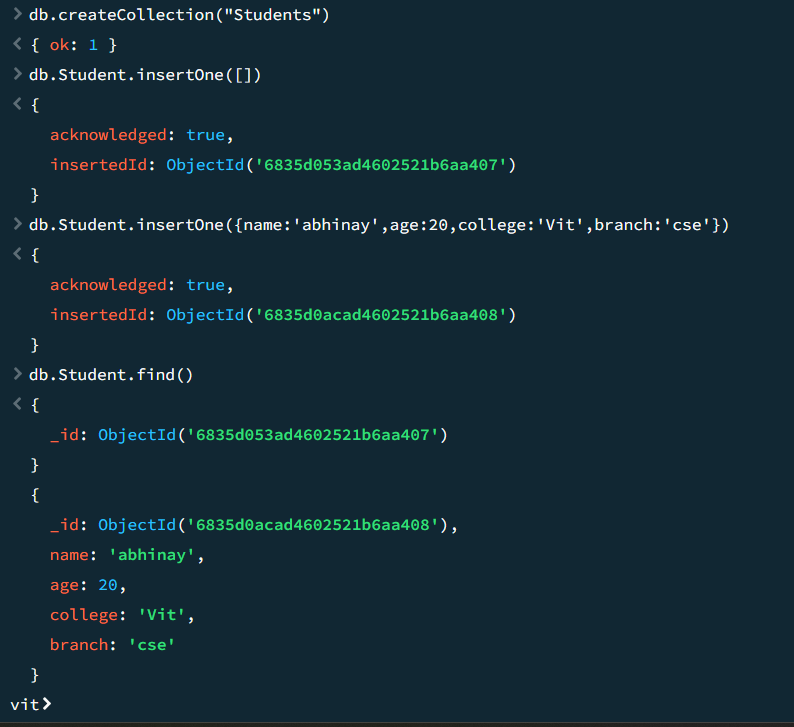 > db.createCollection("Students")
< { ok: 1 }
> db.Student.insertOne([])
< {
acknowledged: true,
insertedId: ObjectId('6835d053ad4602521b6aa407')
}
> db.Student.insertOne({name:'abhinay',age:20,college:'Vit',branch:'cse'})
< {
acknowledged: true,
insertedId: ObjectId('6835d0acad4602521b6aa408')
}
> db.Student.find()
< {
_id: ObjectId('6835d053ad4602521b6aa407')
}
{
_id: ObjectId('6835d0acad4602521b6aa408'),
name: 'abhinay',
age: 20,
college: 'Vit',
branch: 'cse'
}
vit>